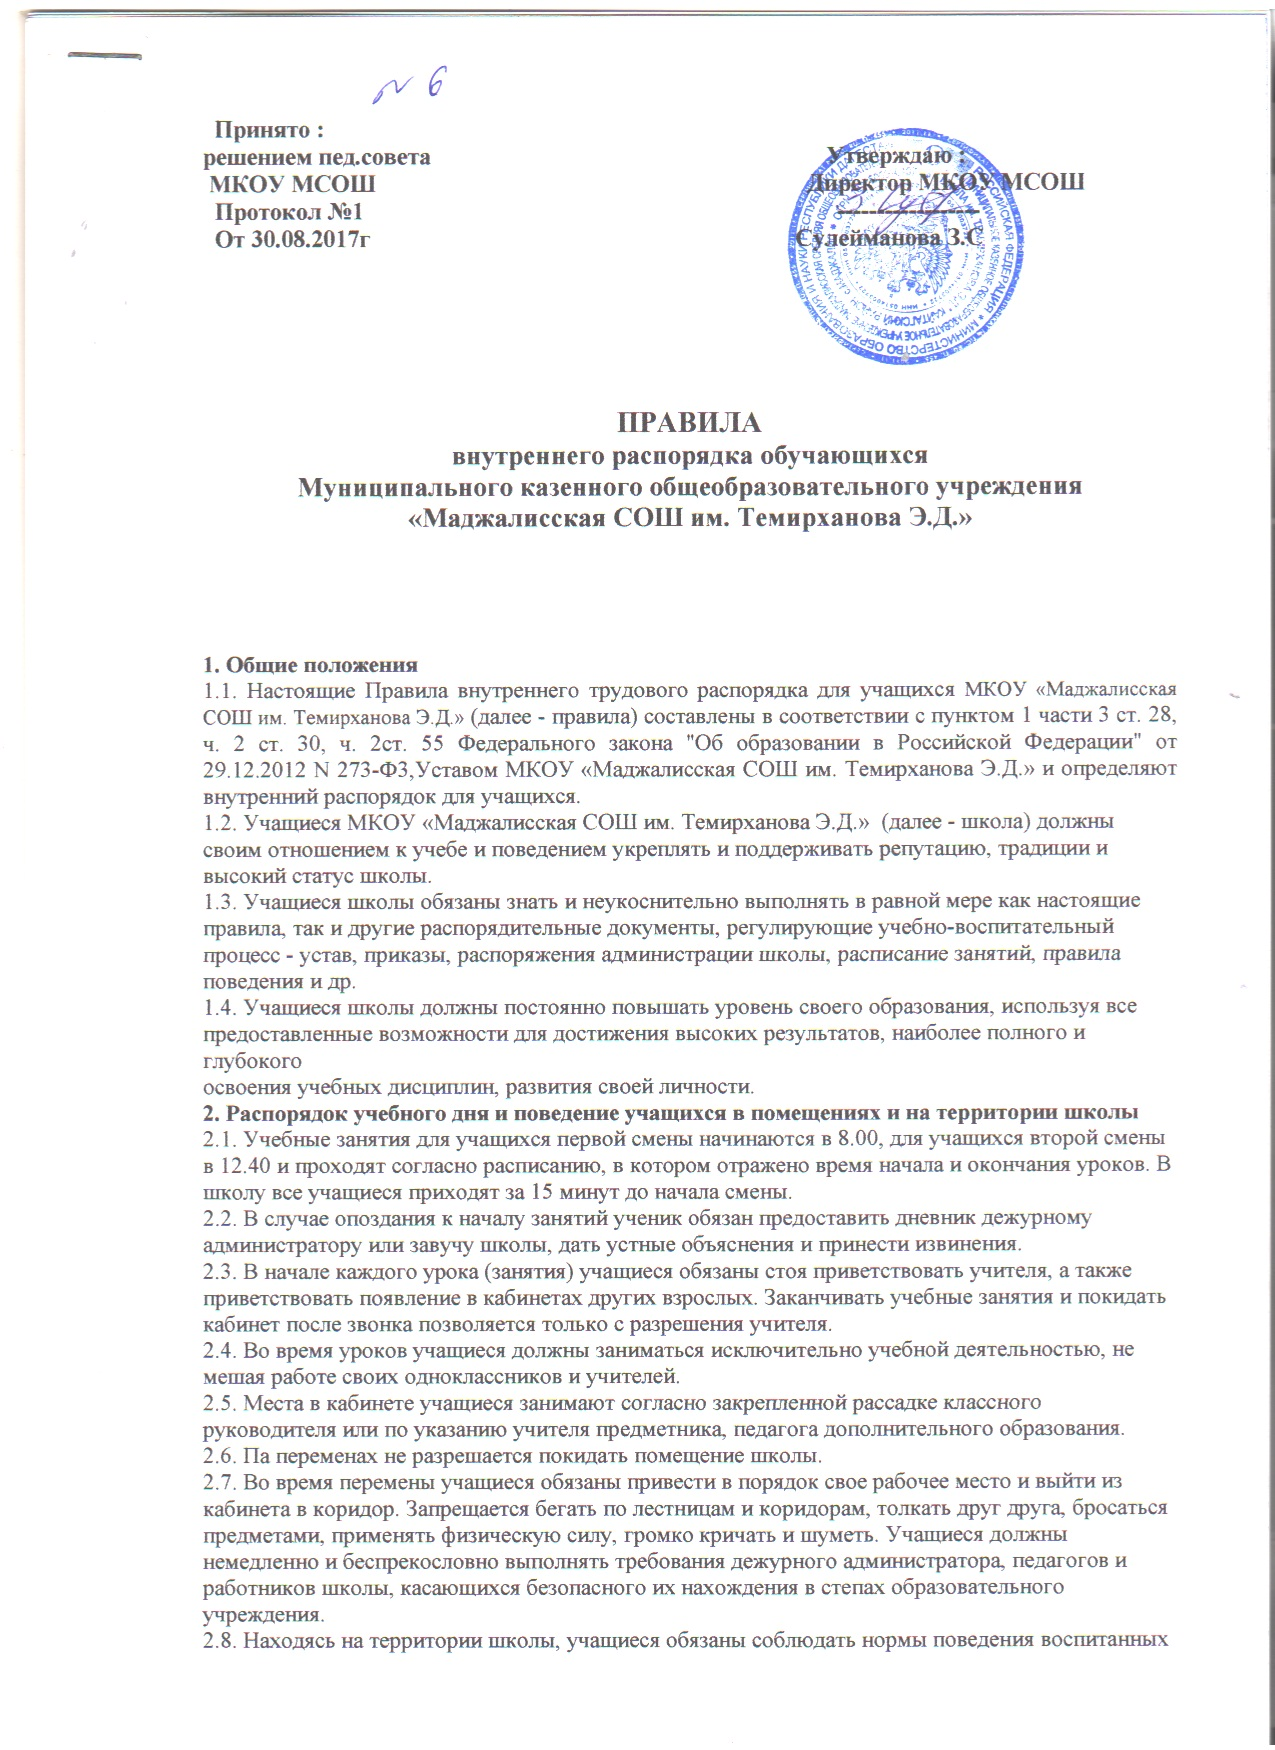 № 6
Принято :
решением пед.совета
МКОУ МСОШ
Протокол №1
От 30.08.2017г
Утверждаю :
Директор МКОУ МСОШ
--------------------
Сулейманова З.С
ПРАВИЛА
внутреннего распорядка обучающихся
Муниципального казенного общеобразовательного учреждения
«Маджалисская СОШ им. Темирханова Э.Д.»
1. Общие положения
1.1. Настоящие Правила внутреннего трудового распорядка для учащихся МКОУ «Маджалисская
СОШ им. Темирханова Э.Д.» (далее - правила) составлены в соответствии с пунктом 1 части 3 ст. 28,
ч. 2 ст. 30, ч. 2ст. 55 Федерального закона "Об образовании в Российской Федерации" от
29.12.2012 N 273-ФЗ,Уставом МКОУ «Маджалисская СОШ им. Темирханова Э.Д.» и определяют
внутренний распорядок для учащихся.
1.2. Учащиеся МКОУ «Маджалисская СОШ им. Темирханова Э.Д.» (далее - школа) должны
своим отношением к учебе и поведением укреплять и поддерживать репутацию, традиции и
высокий статус школы.
1.3. Учащиеся школы обязаны знать и неукоснительно выполнять в равной мере как настоящие
правила, так и другие распорядительные документы, регулирующие учебно-воспитательный
процесс - устав, приказы, распоряжения администрации школы, расписание занятий, правила
поведения и др.
1.4. Учащиеся школы должны постоянно повышать уровень своего образования, используя все
предоставленные возможности для достижения высоких результатов, наиболее полного и
глубокого
освоения учебных дисциплин, развития своей личности.
2. Распорядок учебного дня и поведение учащихся в помещениях и на территории школы
2.1. Учебные занятия для учащихся первой смены начинаются в 8.00, для учащихся второй смены
в 12.40 и проходят согласно расписанию, в котором отражено время начала и окончания уроков. В
школу все учащиеся приходят за 15 минут до начала смены.
2.2. В случае опоздания к началу занятий ученик обязан предоставить дневник дежурному
администратору или завучу школы, дать устные объяснения и принести извинения.
2.3. В начале каждого урока (занятия) учащиеся обязаны стоя приветствовать учителя, а также
приветствовать появление в кабинетах других взрослых. Заканчивать учебные занятия и покидать
кабинет после звонка позволяется только с разрешения учителя.
2.4. Во время уроков учащиеся должны заниматься исключительно учебной деятельностью, не
мешая работе своих одноклассников и учителей.
2.5. Места в кабинете учащиеся занимают согласно закрепленной рассадке классного
руководителя или по указанию учителя предметника, педагога дополнительного образования.
2.6. Па переменах не разрешается покидать помещение школы.
2.7. Во время перемены учащиеся обязаны привести в порядок свое рабочее место и выйти из
кабинета в коридор. Запрещается бегать по лестницам и коридорам, толкать друг друга, бросаться
предметами, применять физическую силу, громко кричать и шуметь. Учащиеся должны
немедленно и беспрекословно выполнять требования дежурного администратора, педагогов и
работников школы, касающихся безопасного их нахождения в степах образовательного
учреждения.
2.8. Находясь на территории школы, учащиеся обязаны соблюдать нормы поведения воспитанных